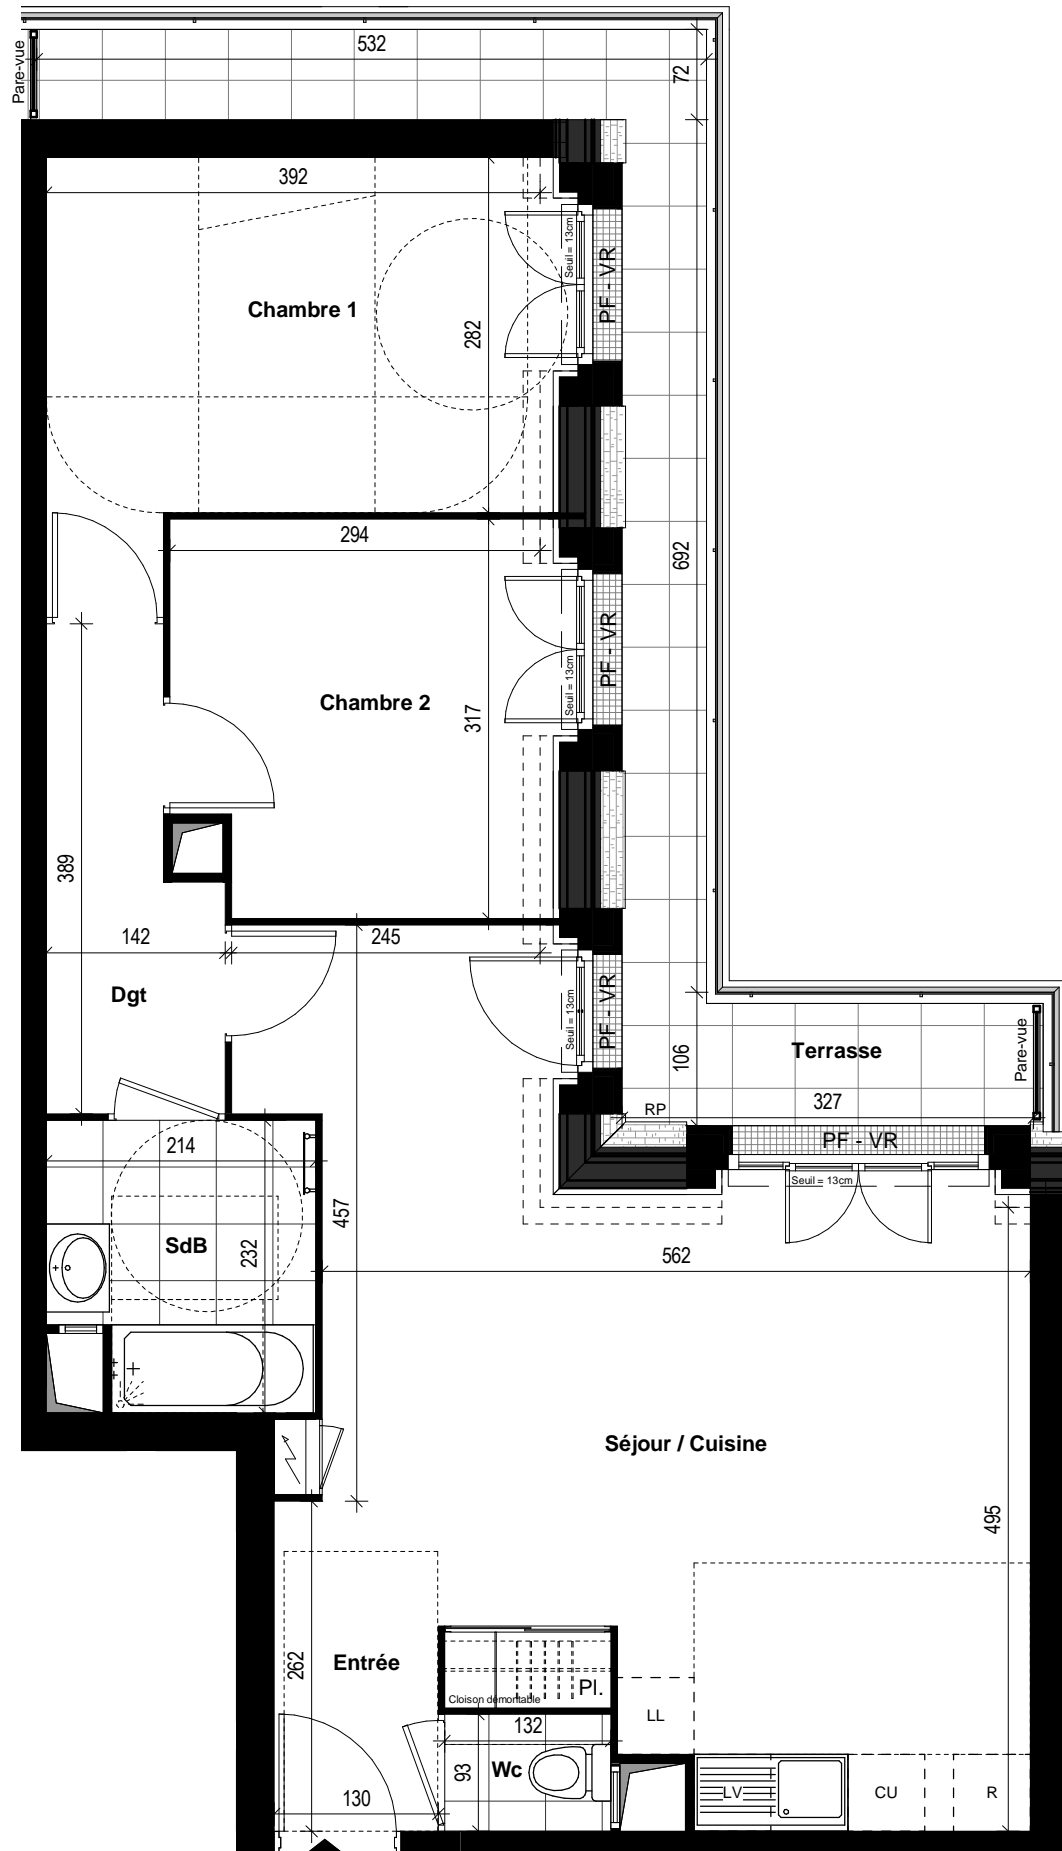 532
Pare-vue
72
392
Seuil = 13cm
PF - VR
Chambre 1
282
294
692
Seuil = 13cm
PF - VR
Chambre 2
317
389
142
245
Dgt
Seuil = 13cm
PF - VR
106
Terrasse
Pare-vue
327
RP
PF - VR
Seuil = 13cm
214
457
SdB
232
562
Séjour / Cuisine
495
262
Entrée
Pl.
Cloison démontable
LL
132
93
Wc
130
LV
CU
R